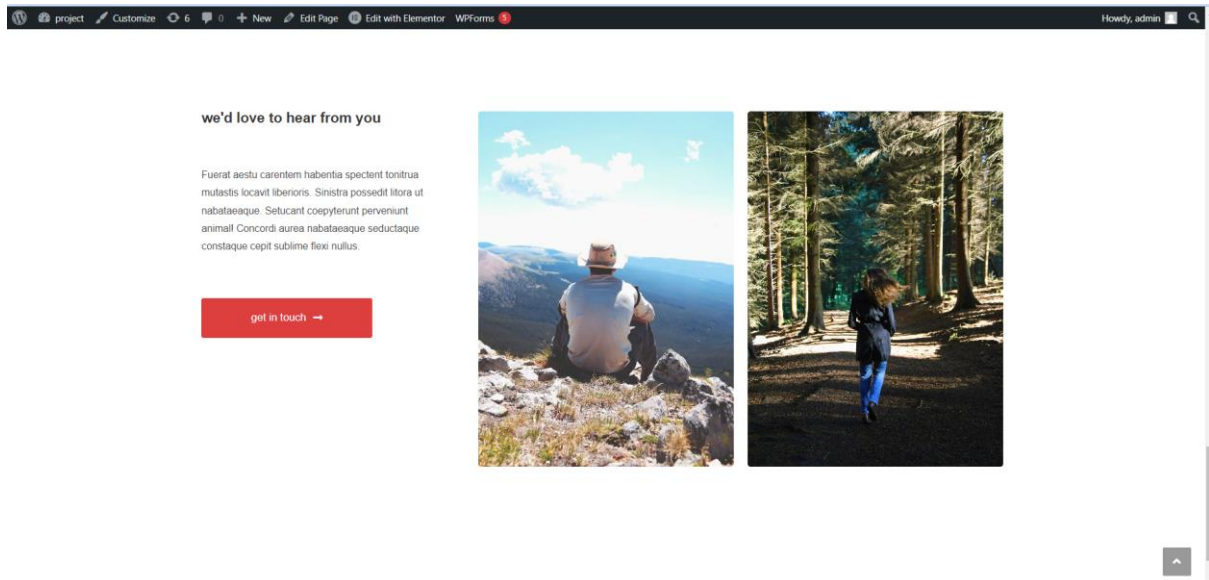 project Customize 6 0 New Edit Page Edit with Elementor WPForms 5 Howdy, admin
we'd love to hear from you
Fuerat aestu carentem habentia spectent tonitrua
mutastis locavit liberioris. Sinistra possedit litora ut
nabataeaque. Setucant coepyterunt perveniunt
animal! Concordi aurea nabataeaque seductaque
constaque cepit sublime flexi nullus.
get in touch →